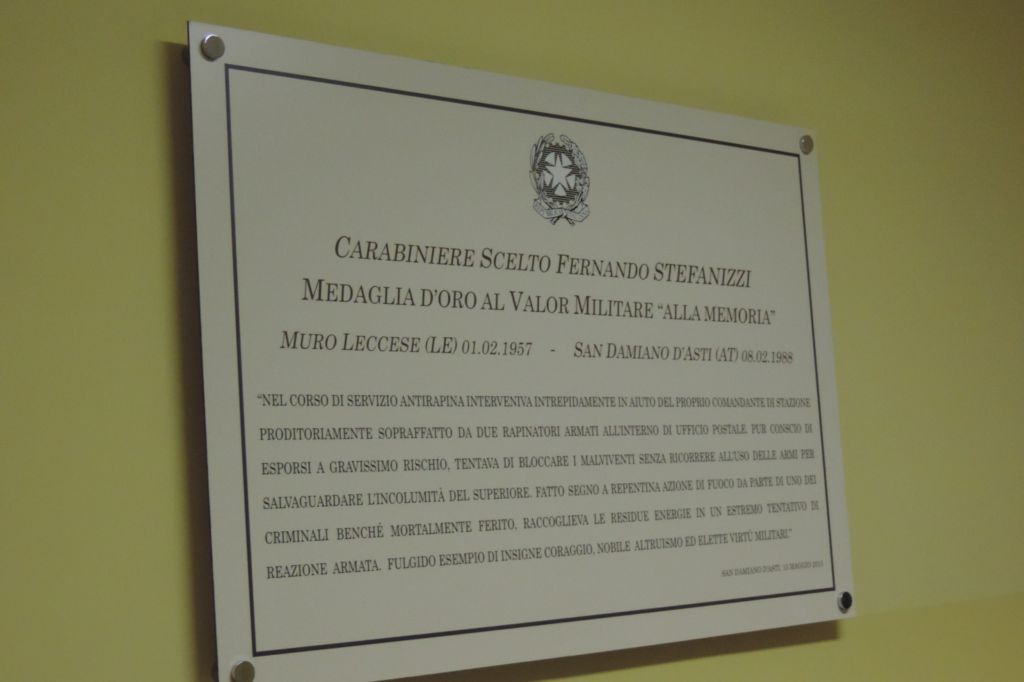 CARABINIERE SCELTO FERNANDO STEFANIZZI
MEDAGLIA D'ORO AL VALOR MILITARE "ALLA MEMORIA"
MURO LECCESE (LE) 01.02.1957 - SAN DAMIANO D'ASTI (AT) 08.02.1988
"NEL CORSO DI SERVIZIO ANTIRAPINA INTERVENIVA INTREPIDAMENTE IN AIUTO DEL PROPRIO COMANDANTE DI STAZIONE
PRODITORIAMENTE SOPRAFFATTO DA DUE RAPINATORI ARMATI ALL'INTERNO DI UFFICIO POSTALE. PUR CONSCIO DI
ESPORSI A GRAVISSIMO RISCHIO, TENTAVA DI BLOCCARE I MALVIVENTI SENZA RICORRERE ALL'USO DELLE ARMI PER
SALVAGUARDARE L'INCOLUMITÀ DEL SUPERIORE. FATTO SEGNO A REPENTINA AZIONE DI FUOCO DA PARTE DI UNO DEI
CRIMINALI BENCHÉ MORTALMENTE FERITO, RACCOGLIEVA LE RESIDUE ENERGIE IN UN ESTREMO TENTATIVO DI
REAZIONE ARMATA. FULGIDO ESEMPIO DI INSIGNE CORAGGIO, NOBILE ALTRUISMO ED ELETTE VIRTÚ MILITARI."
SAN DAMIANO D'ASTI, MAGGIO